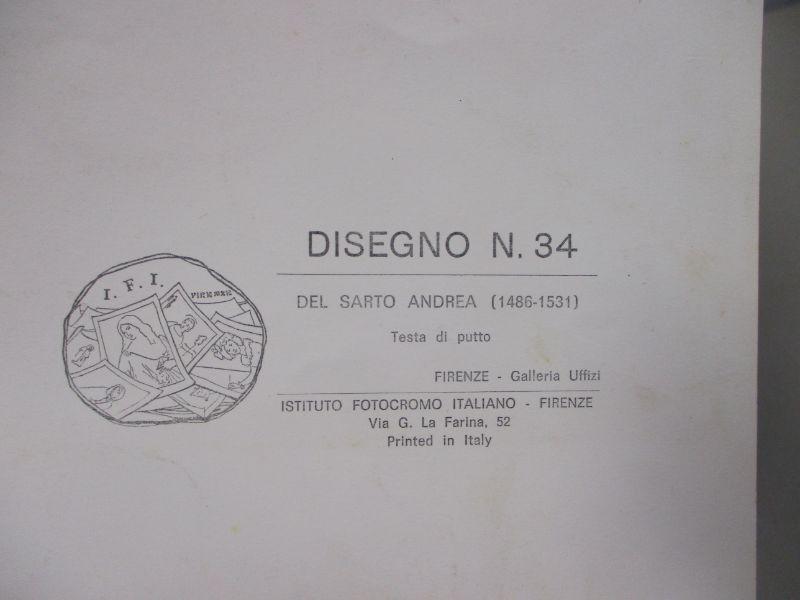 I. F. I.
FIRENZE
DISEGNO N. 34
DEL SARTO ANDREA (1486-1531)
Testa di putto
FIRENZE - Galleria Uffizi
ISTITUTO FOTOCROMO ITALIANO - FIRENZE
Via G. La Farina, 52
Printed in Italy